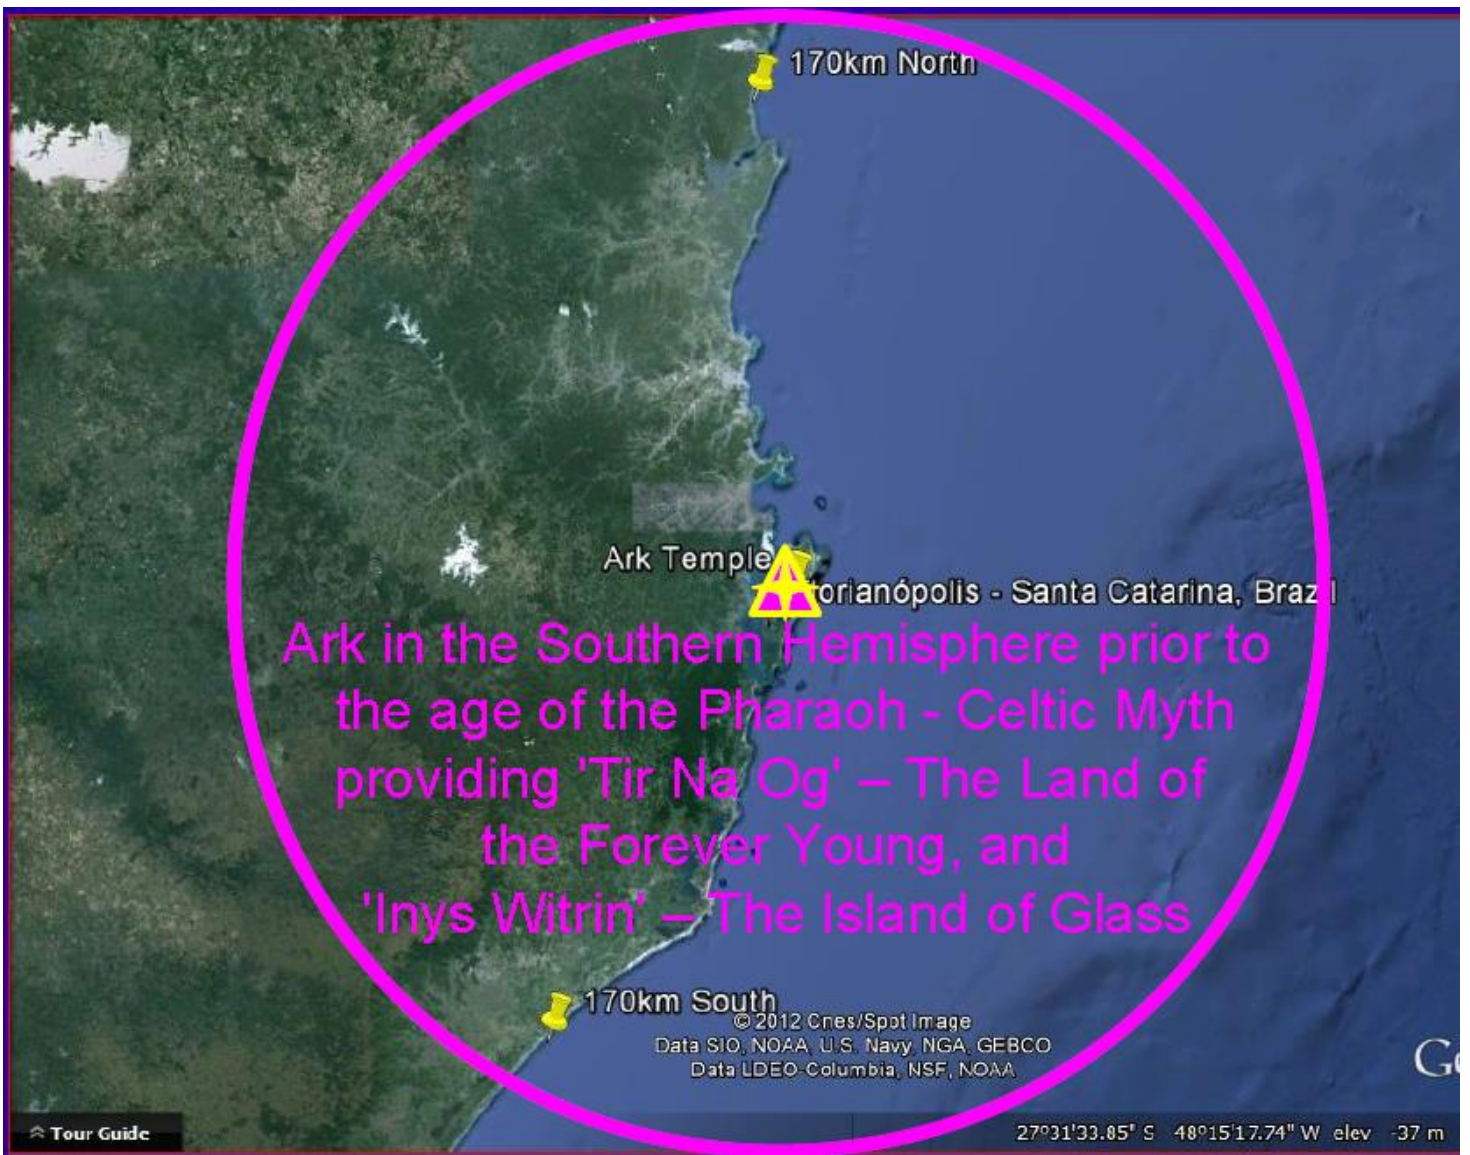 170km North
Ark Temple
orianópolis - Santa Catarina, Brazil
Ark in the Southern Hemisphere prior to
the age of the Pharaoh - Celtic Myth
providing 'Tir Na Og' – The Land of
the Forever Young, and
'Inys Witrin' – The Island of Glass
170km South
© 2012 Cnes/Spot Image
Data SIO, NOAA, U.S. Navy, NGA, GEBCO
Data LDEO-Columbia, NSF, NOAA
Go
Tour Guide
27°31'33.85" S 48°15'17.74" W elev -37 m